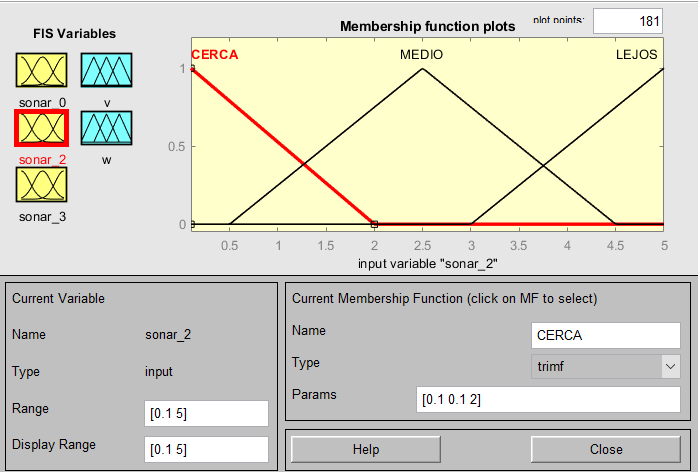 FIS Variables
sonar_0
v
sonar_2
w
sonar_3
Membership function plots
plot points:
181
CERCA
MEDIO
LEJOS
1
0.5
0
0.5 1 1.5 2 2.5 3 3.5 4 4.5 5
input variable "sonar_2"
Current Variable
Name sonar_2
Type input
Range [0.1 5]
Display Range [0.1 5]
Current Membership Function (click on MF to select)
Name CERCA
Type trimf
Params [0.1 0.1 2]
Help
Close